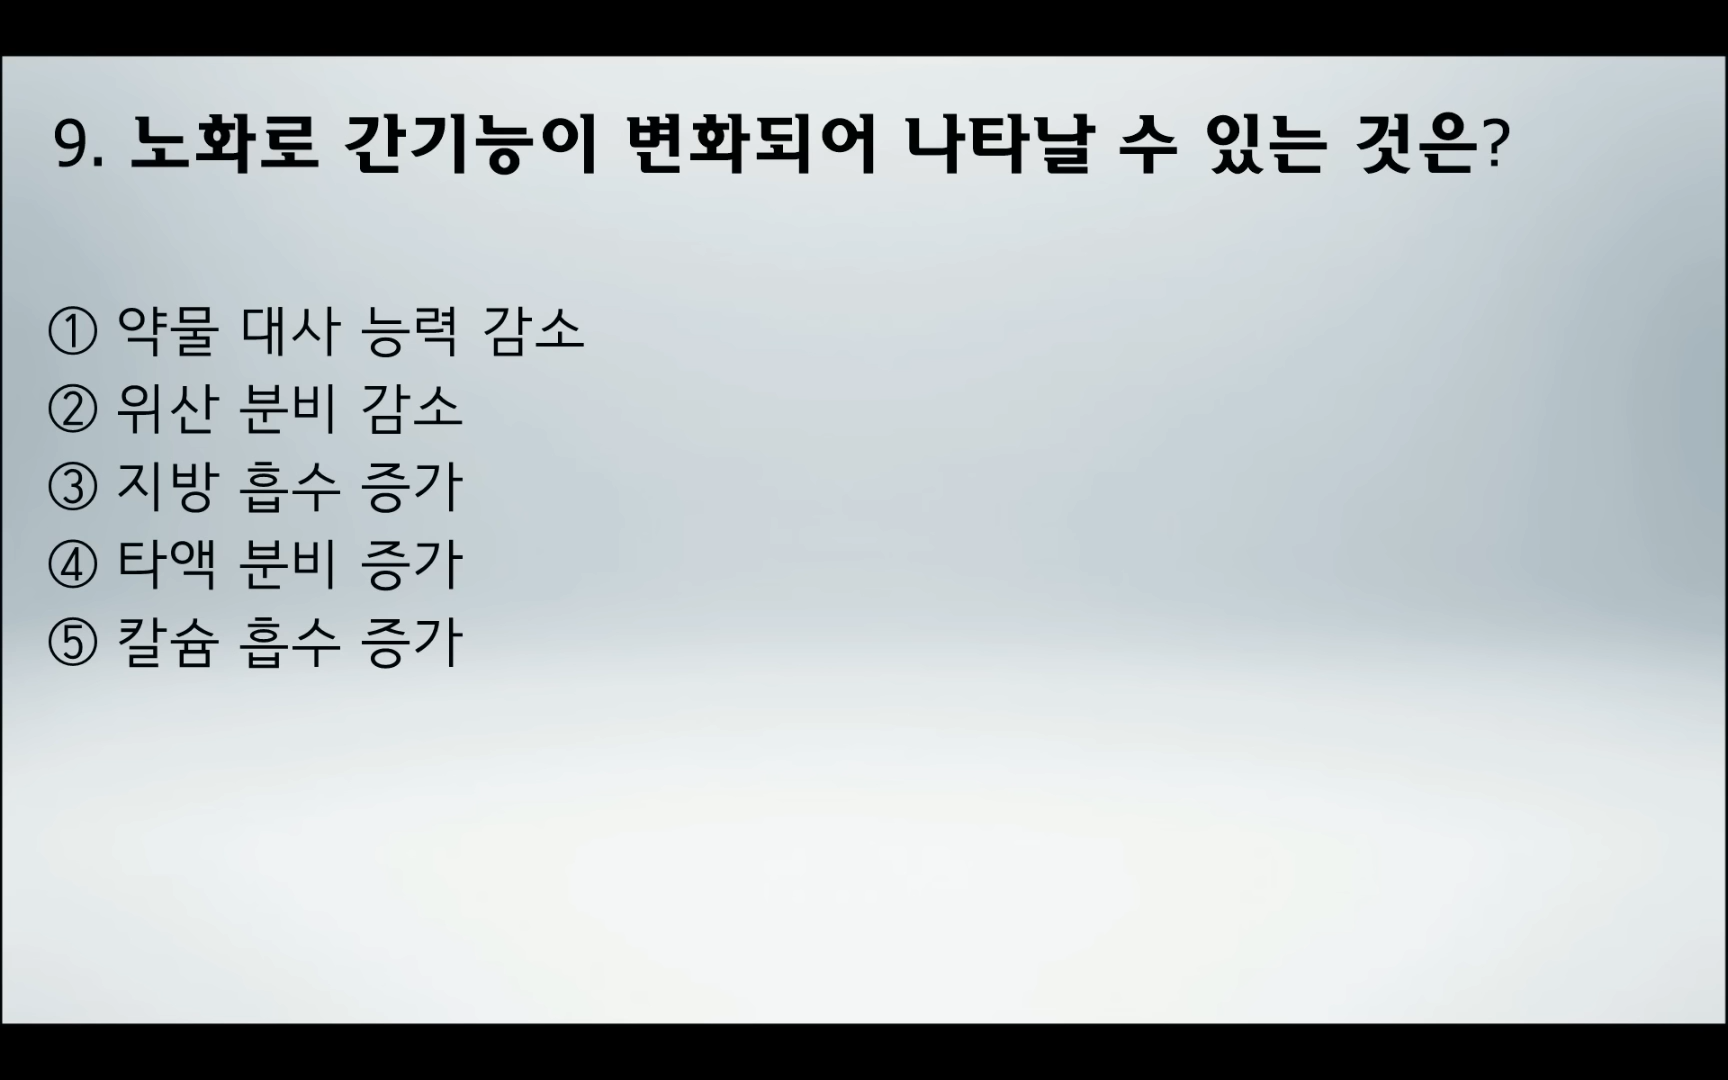 9. 노화로 간기능이 변화되어 나타날 수 있는 것은?
① 약물 대사 능력 감소
② 위산 분비 감소
③ 지방 흡수 증가
④ 타액 분비 증가
⑤ 칼슘 흡수 증가